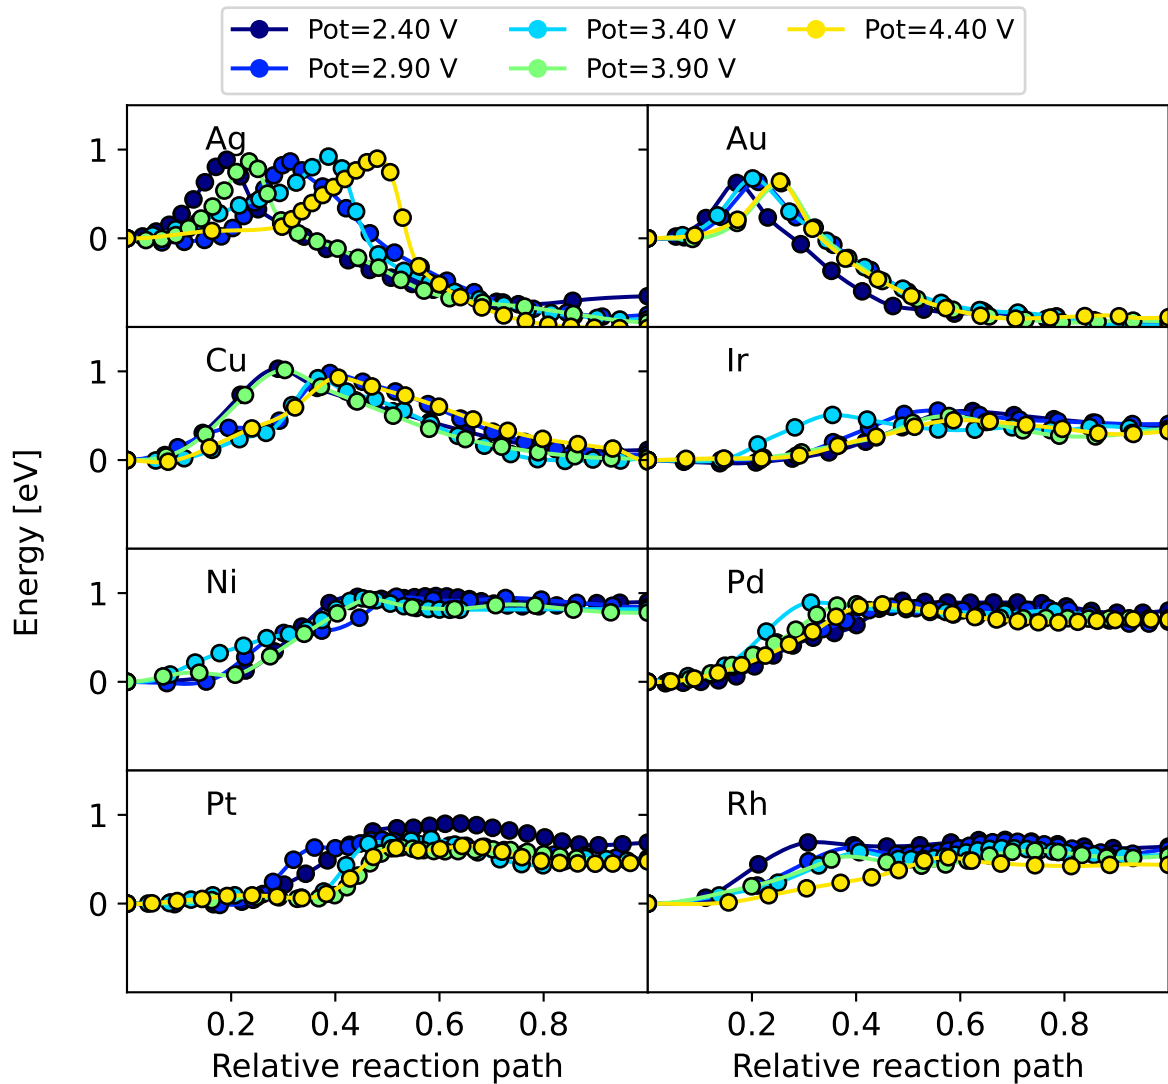 Pot=2.40 V Pot=3.40 V Pot=4.40 V
Pot=2.90 V Pot=3.90 V
Ag Au
1
0
Cu Ir
1
0
Energy [eV]
Ni Pd
1
0
Pt Rh
1
0
0.2 0.4 0.6 0.8 0.2 0.4 0.6 0.8
Relative reaction path Relative reaction path